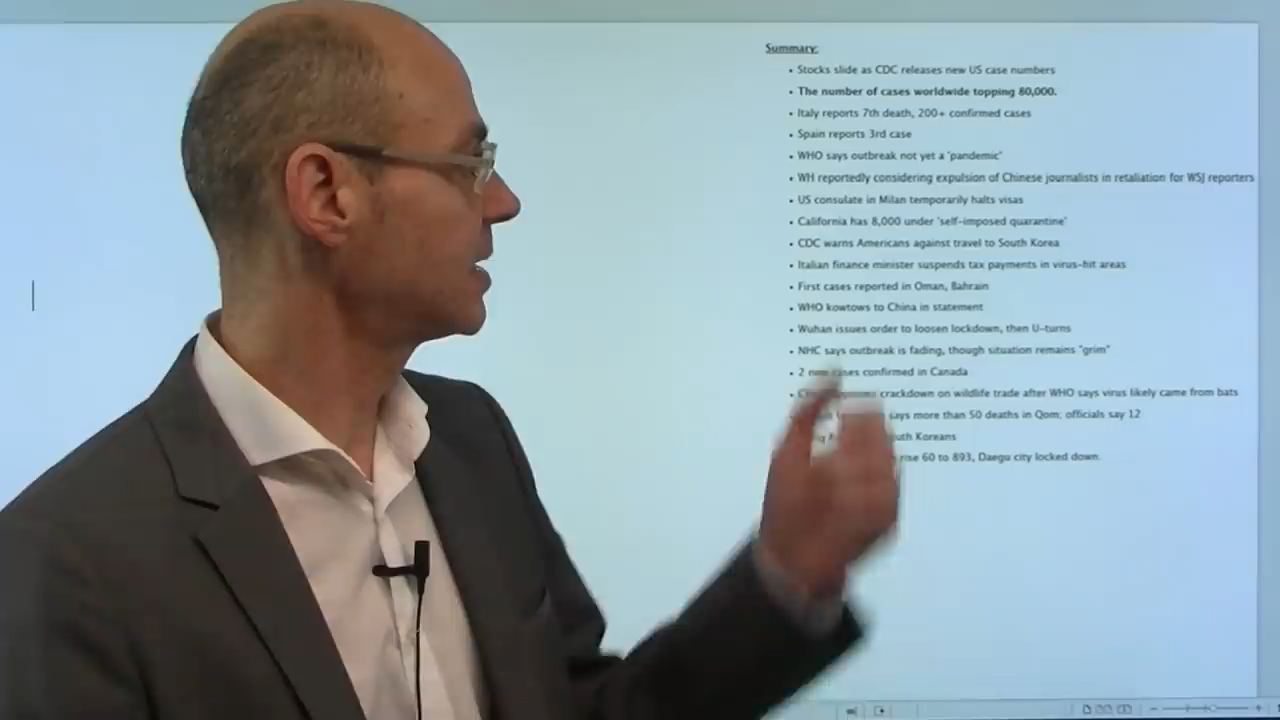 Summary:
• Stocks slide as CDC releases new US case numbers
• The number of cases worldwide topping 80,000.
• Italy reports 7th death, 200+ confirmed cases
• Spain reports 3rd case
• WHO says outbreak not yet a 'pandemic'
• WH reportedly considering expulsion of Chinese journalists in retaliation for WSJ reporters
• US consulate in Milan temporarily halts visas
• California has 8,000 under 'self-imposed quarantine'
• CDC warns Americans against travel to South Korea
• Italian finance minister suspends tax payments in virus-hit areas
• First cases reported in Oman, Bahrain
• WHO kowtows to China in statement
• Wuhan issues order to loosen lockdown, then U-turns
• NHC says outbreak is fading, though situation remains "grim"
• 2 new cases confirmed in Canada
• crackdown on wildlife trade after WHO says virus likely came from bats
says more than 50 deaths in Qom; officials say 12
Koreans
rise 60 to 893, Daegu city locked down.